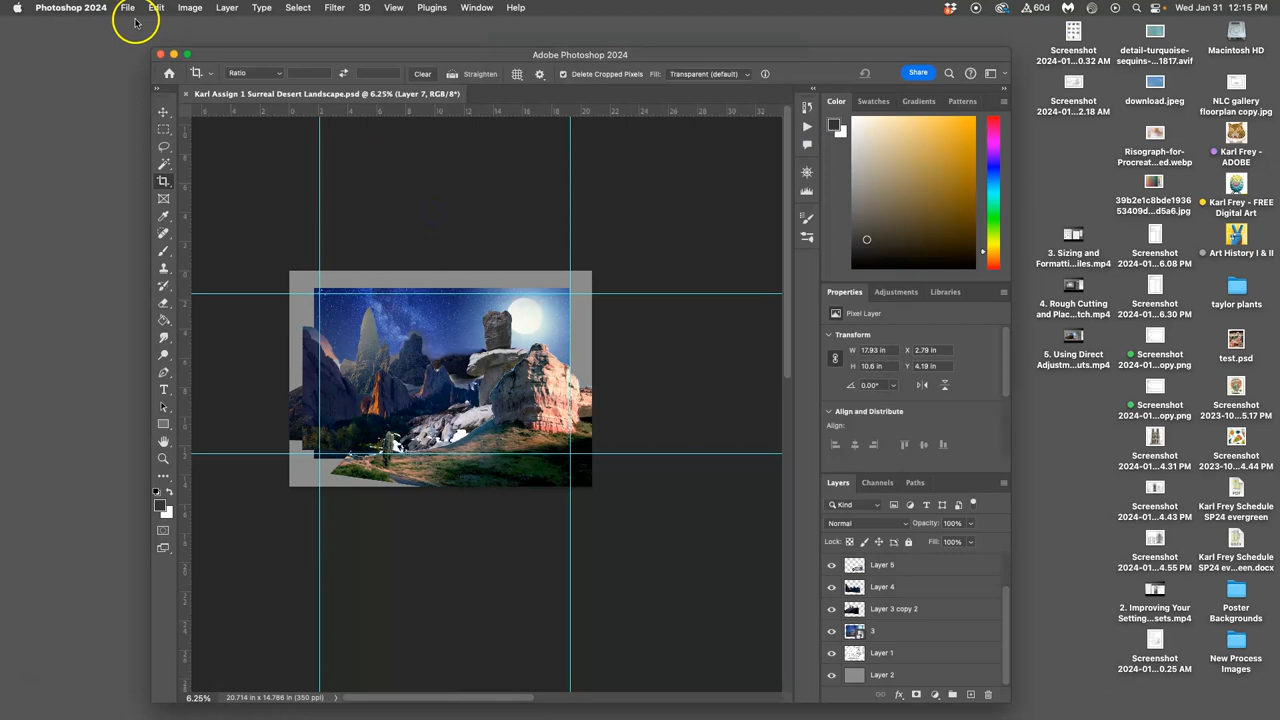 Photoshop 2024 File Edit Image Layer Type Select Filter 3D View Plugins Window Help 60d Wed Jan 31 12:15 PM
Adobe Photoshop 2024
Ratio Clear Straighten Delete Cropped Pixels Fill: Transparent (default) Share
Karl Assign 1 Surreal Desert Landscape.psd @ 6.25% (Layer 7, RGB/8*)
Color Swatches Gradients Patterns
Properties Adjustments Libraries
Pixel Layer
Transform
W 17.93 in X 2.79 in
H 10.6 in Y 4.19 in
0.00°
Align and Distribute
Align:
Layers Channels Paths
Kind
Normal Opacity: 100%
Lock: Fill: 100%
Layer 5
Layer 4
Layer 3 copy 2
3
Layer 1
Layer 2
6.25% 20.714 in x 14.786 in (350 ppi)
Screenshot
2024-01...0.32 AM
detail-turquoise-
sequins-...1817.avif
Macintosh HD
Screenshot
2024-01...2.18 AM
download.jpeg
NLC gallery
floorplan copy.jpg
Risograph-for-
Procreat...ed.webp
Karl Frey -
ADOBE
39b2e1c8bde1936
53409d...d5a6.jpg
Karl Frey - FREE
Digital Art
3. Sizing and
Formatti...iles.mp4
Screenshot
2024-01...6.08 PM
Art History I & II
4. Rough Cutting
and Plac...tch.mp4
Screenshot
2024-01...6.30 PM
taylor plants
5. Using Direct
Adjustm...uts.mp4
Screenshot
2024-01...opy.png
test.psd
Screenshot
2024-01...opy.png
Screenshot
2023-10...5.17 PM
Screenshot
2024-01...4.31 PM
Screenshot
2023-10...4.44 PM
Screenshot
2024-01...4.43 PM
Karl Frey Schedule
SP24 evergreen
Screenshot
2024-01...4.55 PM
Karl Frey Schedule
SP24 ev...een.docx
2. Improving Your
Setting...sets.mp4
Poster
Backgrounds
Screenshot
2024-01...0.25 AM
New Process
Images